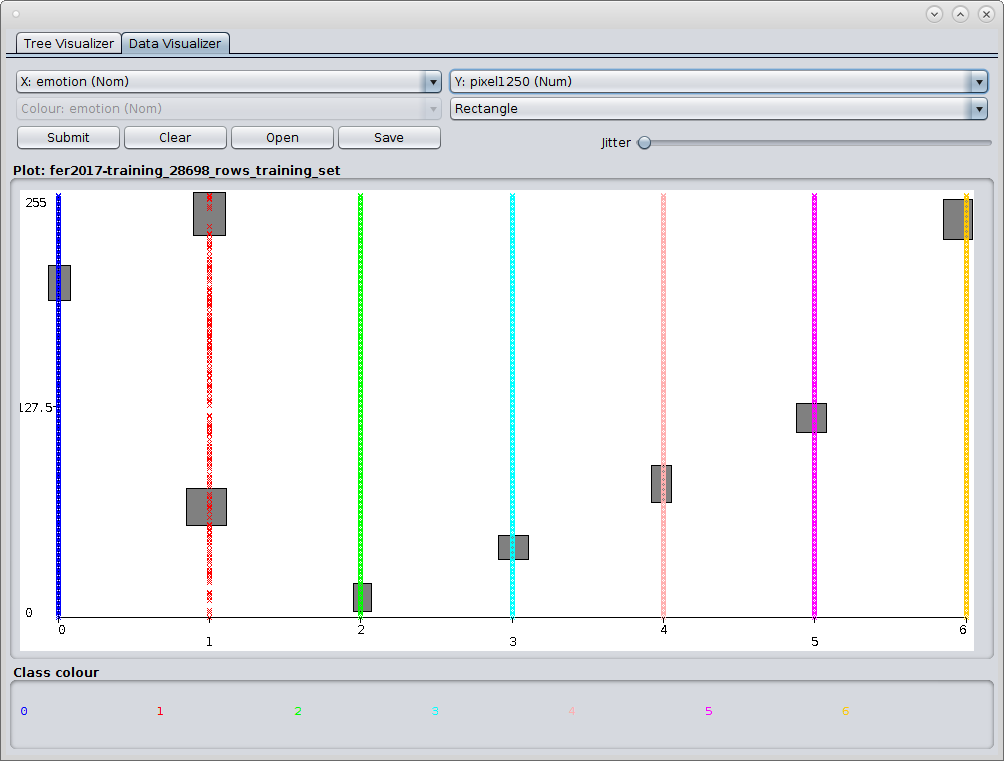 Tree Visualizer Data Visualizer
X: emotion (Nom) Y: pixel1250 (Num)
Colour: emotion (Nom) Rectangle
Submit Clear Open Save Jitter
Plot: fer2017-training_28698_rows_training_set
255
127.5
0
0 1 2 3 4 5 6
Class colour
0 1 2 3 4 5 6